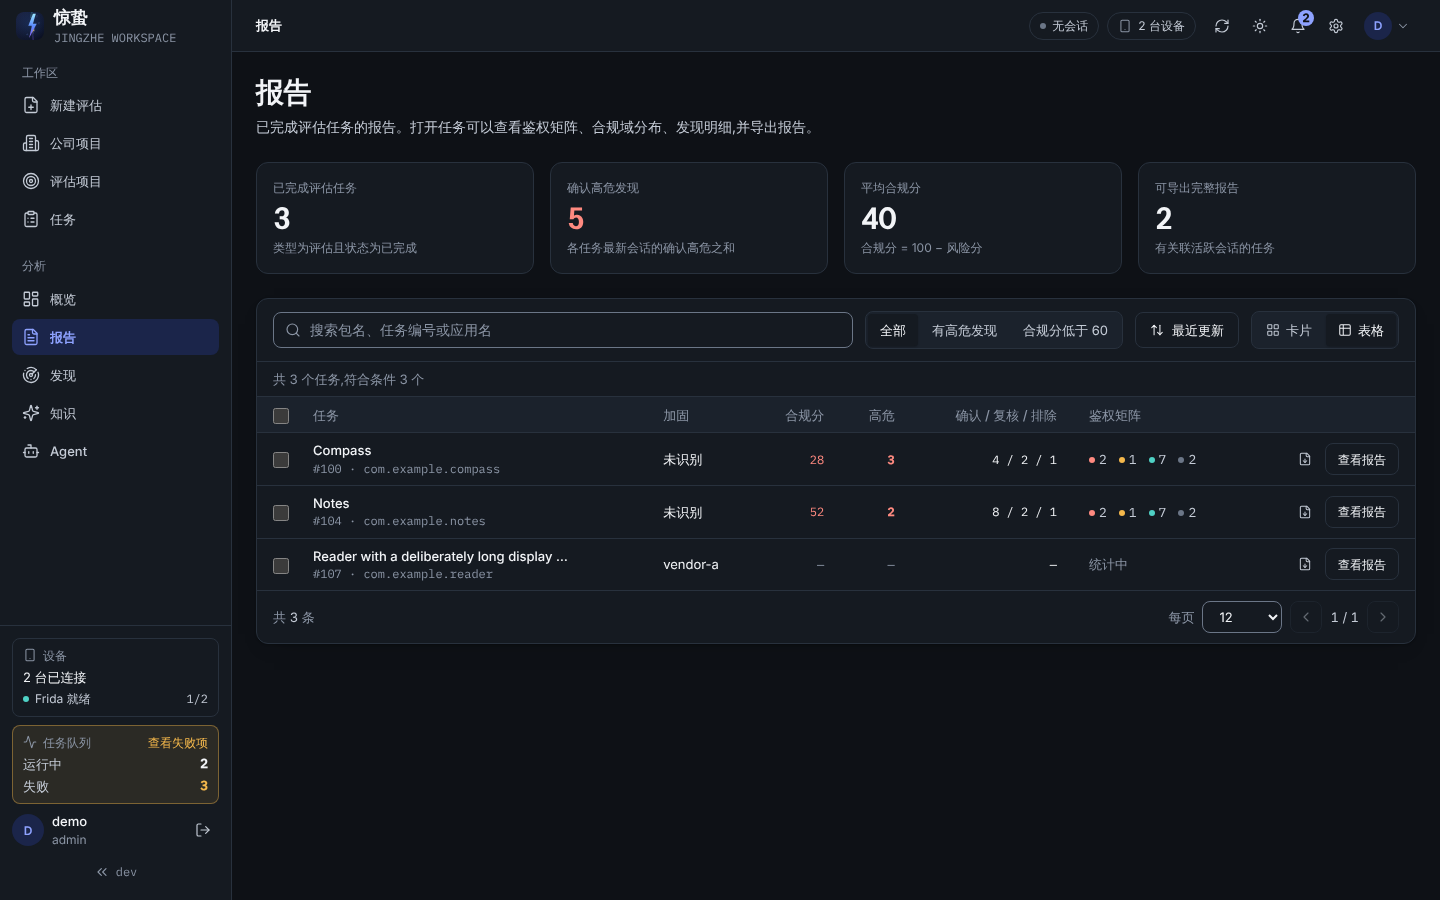 惊蛰
JINGZHE WORKSPACE
工作区
新建评估
公司项目
评估项目
任务
分析
概览
报告
发现
知识
Agent
设备
2 台已连接
Frida 就绪 1/2
任务队列 查看失败项
运行中 2
失败 3
D demo
admin
dev
报告 无会话 2 台设备 2 D
报告
已完成评估任务的报告。打开任务可以查看鉴权矩阵、合规域分布、发现明细,并导出报告。
已完成评估任务
3
类型为评估且状态为已完成
确认高危发现
5
各任务最新会话的确认高危之和
平均合规分
40
合规分 = 100 − 风险分
可导出完整报告
2
有关联活跃会话的任务
搜索包名、任务编号或应用名 全部 有高危发现 合规分低于 60 最近更新 卡片 表格
共 3 个任务,符合条件 3 个
任务 加固 合规分 高危 确认 / 复核 / 排除 鉴权矩阵
Compass
#100 · com.example.compass
未识别 28 3 4 / 2 / 1 2 1 7 2 查看报告
Notes
#104 · com.example.notes
未识别 52 2 8 / 2 / 1 2 1 7 2 查看报告
Reader with a deliberately long display ...
#107 · com.example.reader
vendor-a – – – 统计中 查看报告
共 3 条 每页 12 1 / 1